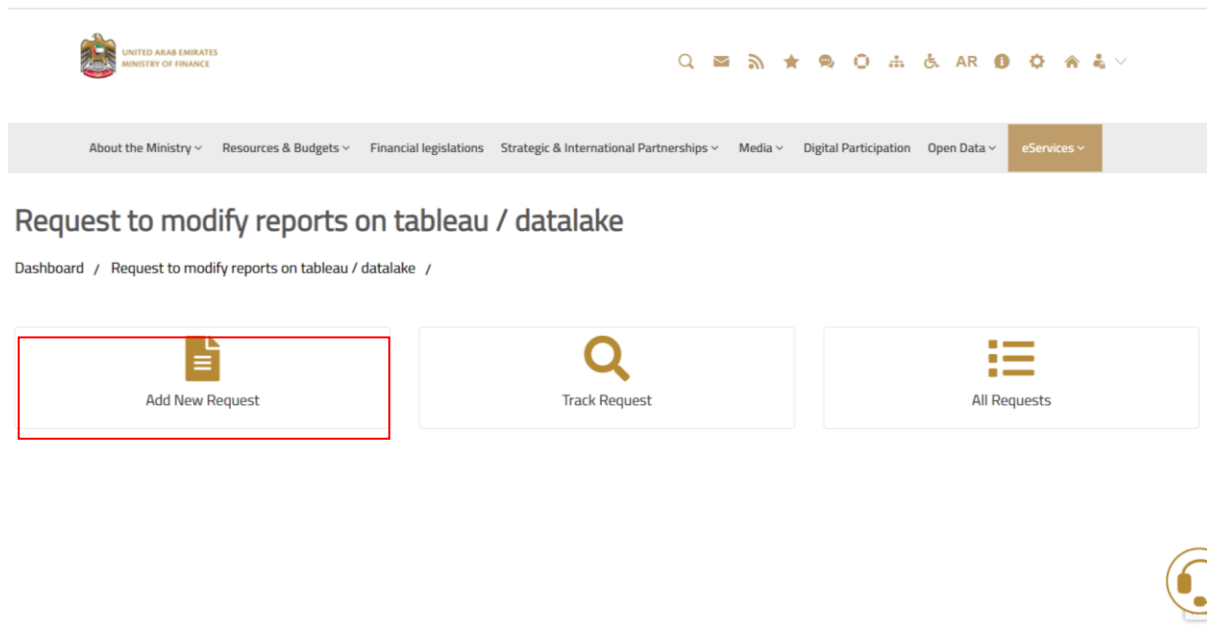 UNITED ARAB EMIRATES
MINISTRY OF FINANCE
AR
About the Ministry Resources & Budgets Financial legislations Strategic & International Partnerships Media Digital Participation Open Data eServices
Request to modify reports on tableau / datalake
Dashboard / Request to modify reports on tableau / datalake /
Add New Request Track Request All Requests